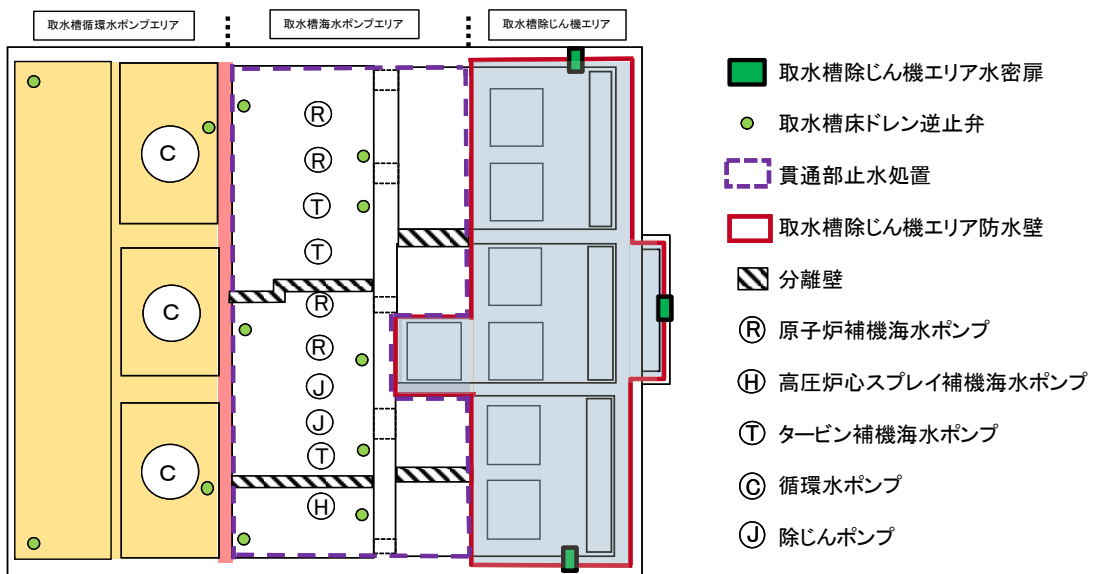 取水槽循環水ポンプエリア
取水槽海水ポンプエリア
取水槽除じん機エリア
C
C
C
R
R
T
T
R
R
J
J
T
H
取水槽除じん機エリア水密扉
取水槽床ドレン逆止弁
貫通部止水処置
取水槽除じん機エリア防水壁
分離壁
R 原子炉補機海水ポンプ
H 高圧炉心スプレイ補機海水ポンプ
T タービン補機海水ポンプ
C 循環水ポンプ
J 除じんポンプ